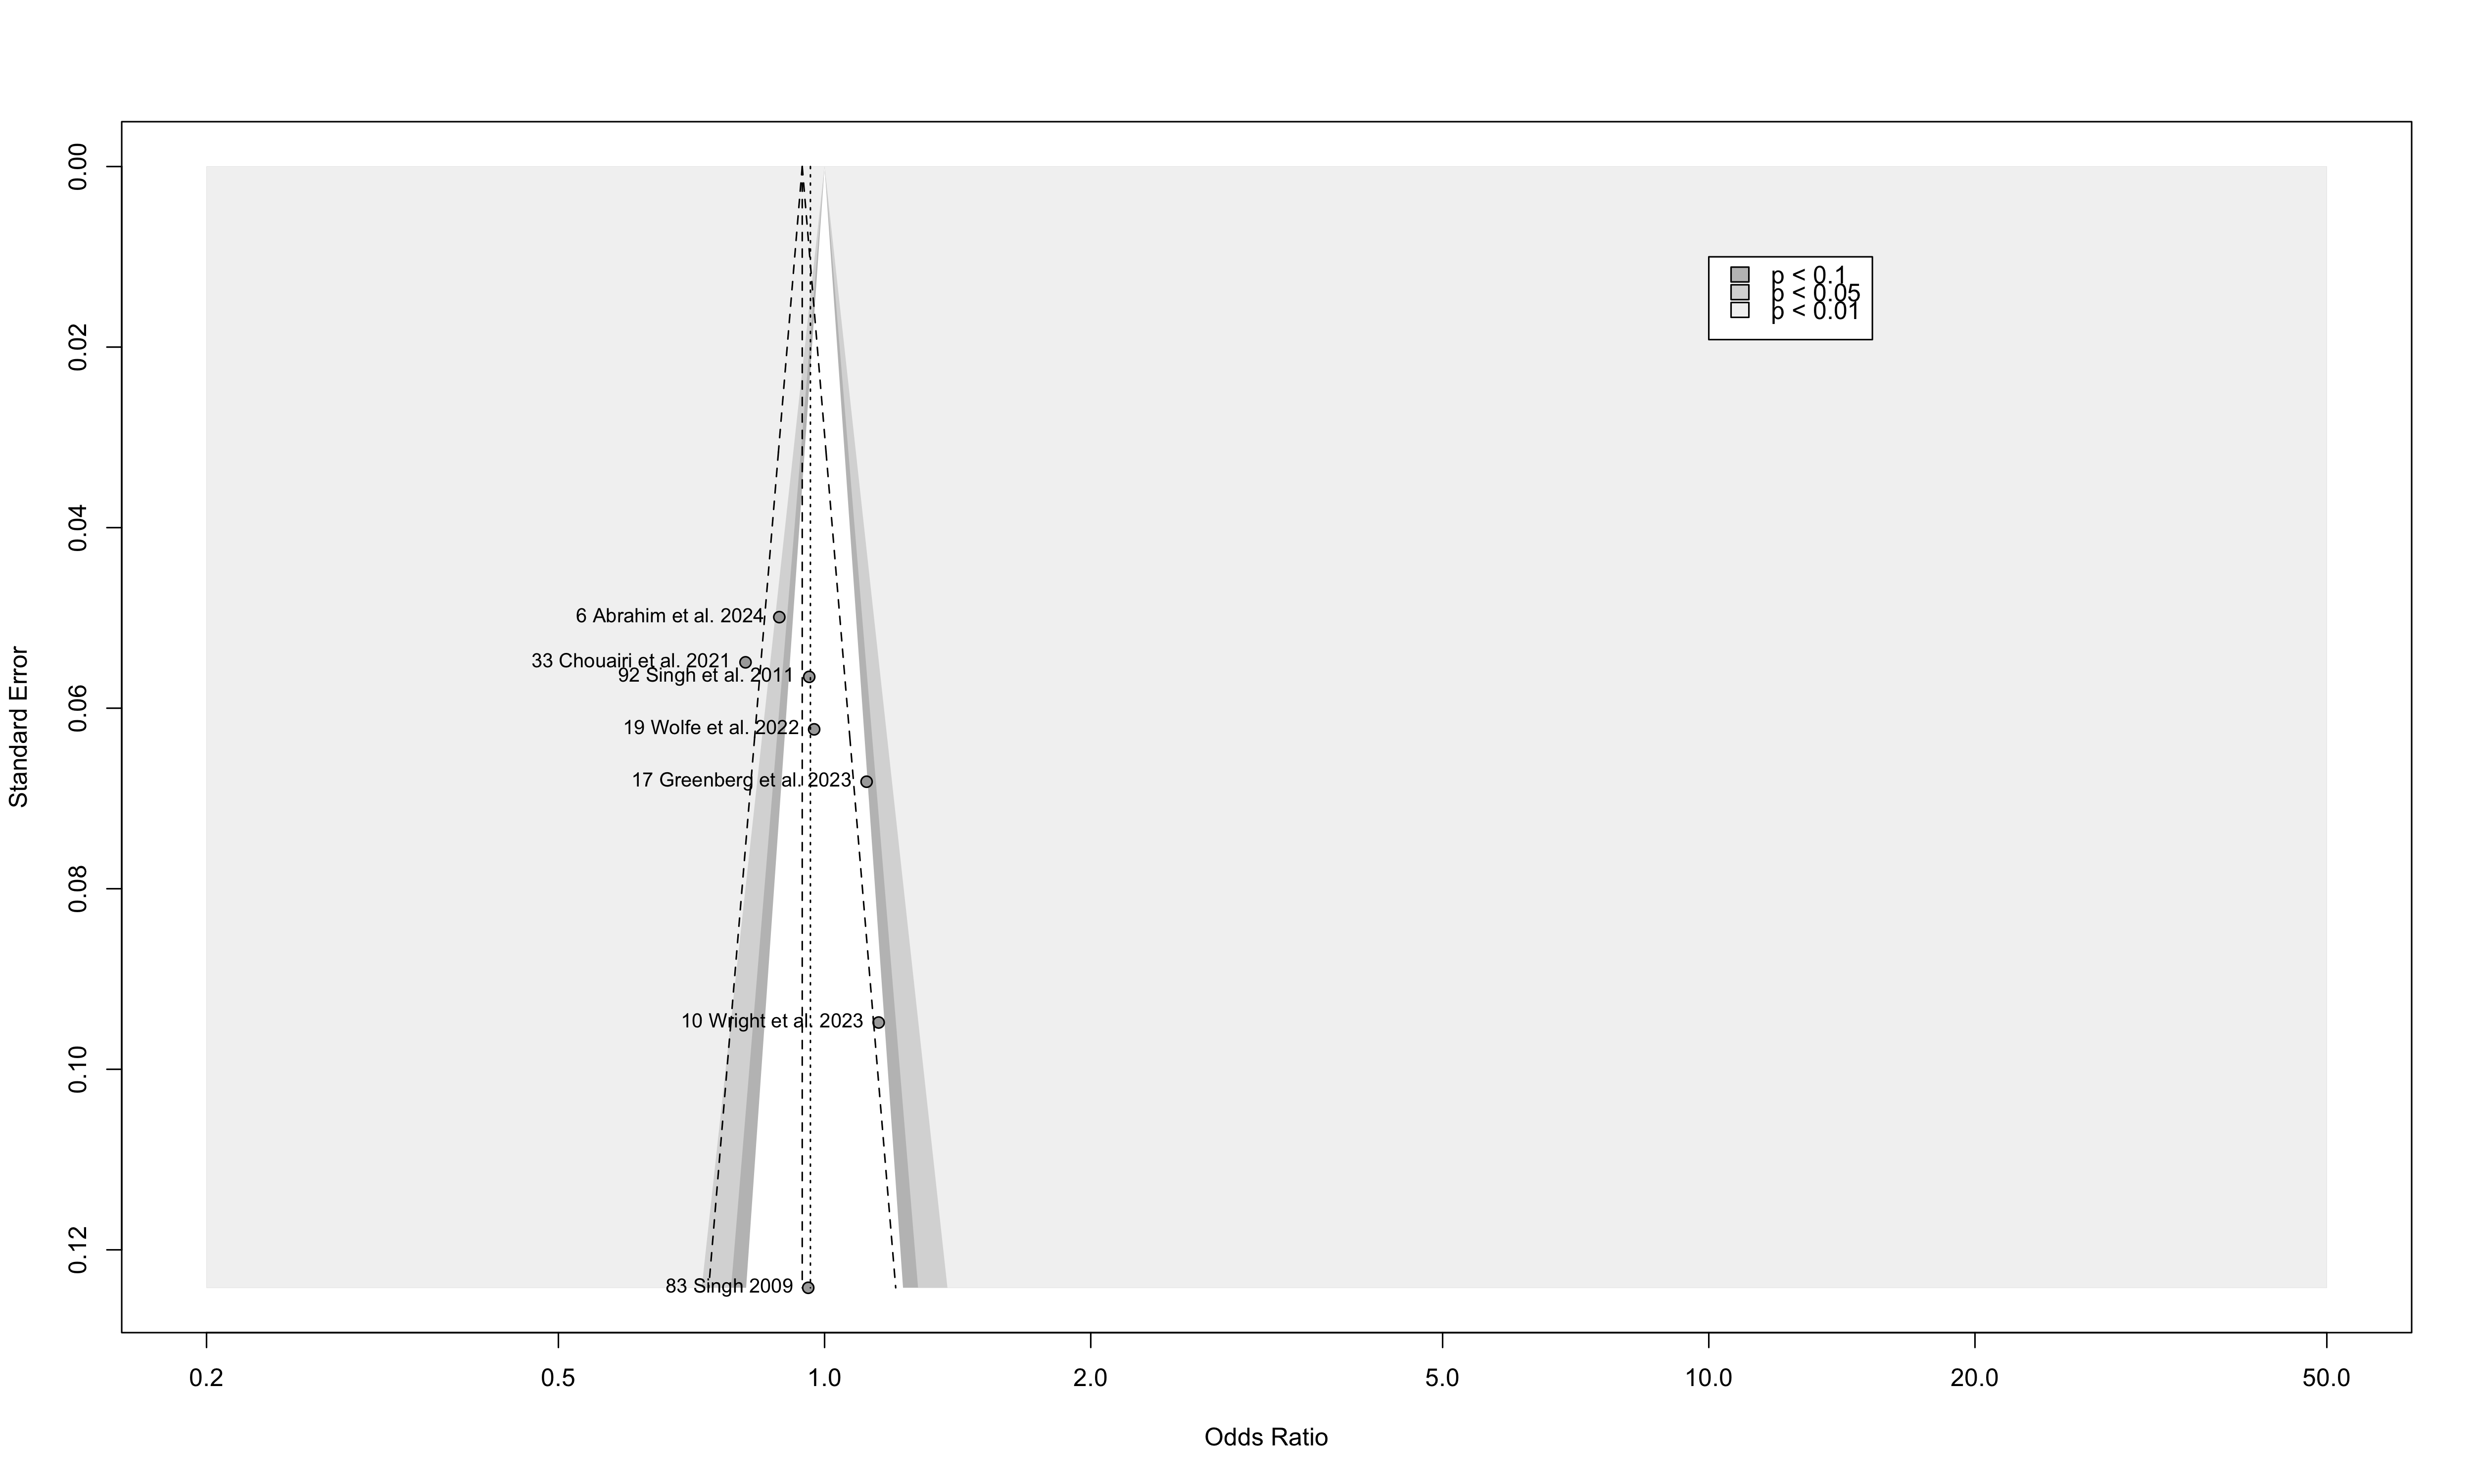 0.00
0.02
0.04
0.06
0.08
0.10
0.12
Standard Error
p < 0.1
p < 0.05
p < 0.01
6 Abrahim et al. 2024
33 Chouairi et al. 2021
92 Singh et al. 2011
19 Wolfe et al. 2022
17 Greenberg et al. 2023
10 Wright et al. 2023
83 Singh 2009
0.2 0.5 1.0 2.0 5.0 10.0 20.0 50.0
Odds Ratio